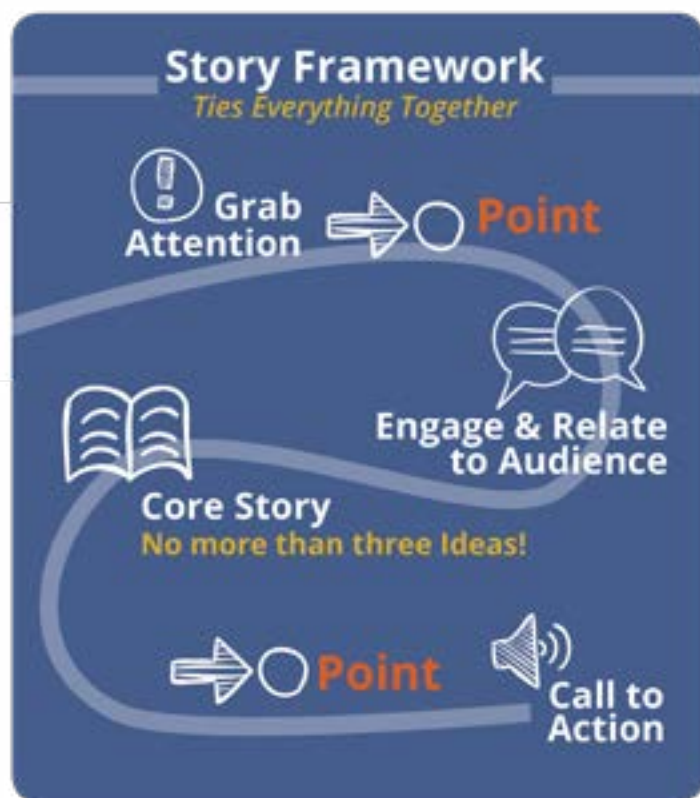 Story Framework
Ties Everything Together
Grab
Attention
Point
Engage & Relate
to Audience
Core Story
No more than three Ideas!
Point
Call to
Action